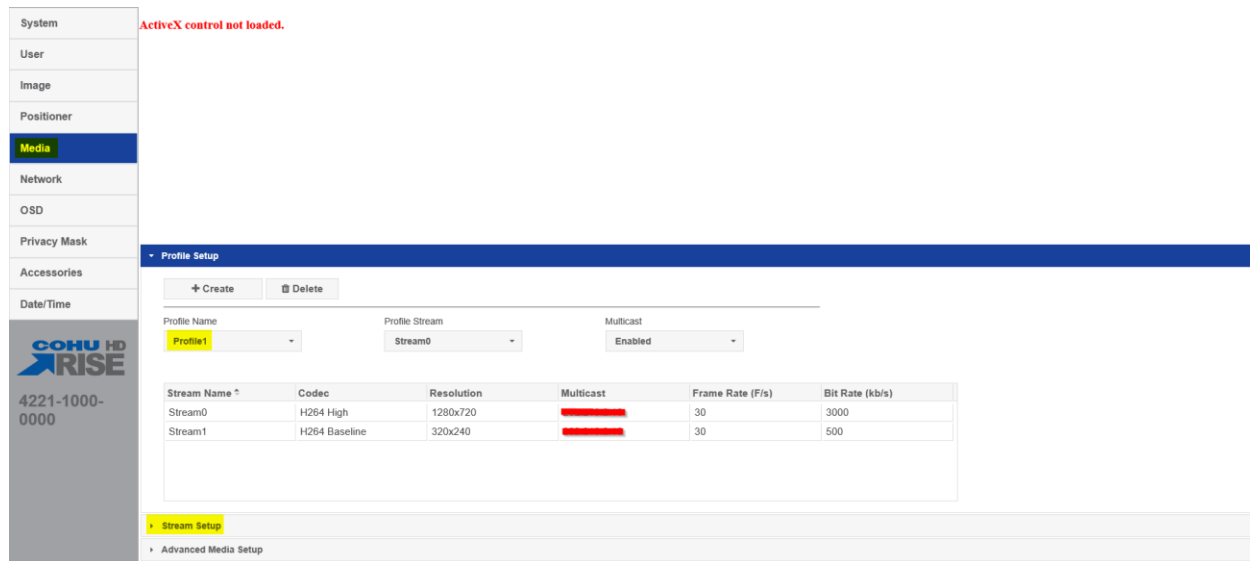 System
ActiveX control not loaded.
User
Image
Positioner
Media
Network
OSD
Privacy Mask
Accessories
Date/Time
COHU HD
RISE
4221-1000-
0000
Profile Setup
+ Create Delete
Profile Name Profile Stream Multicast
Profile1 Stream0 Enabled
Stream Name Codec Resolution Multicast Frame Rate (F/s) Bit Rate (kb/s)
Stream0 H264 High 1280x720 30 3000
Stream1 H264 Baseline 320x240 30 500
Stream Setup
Advanced Media Setup